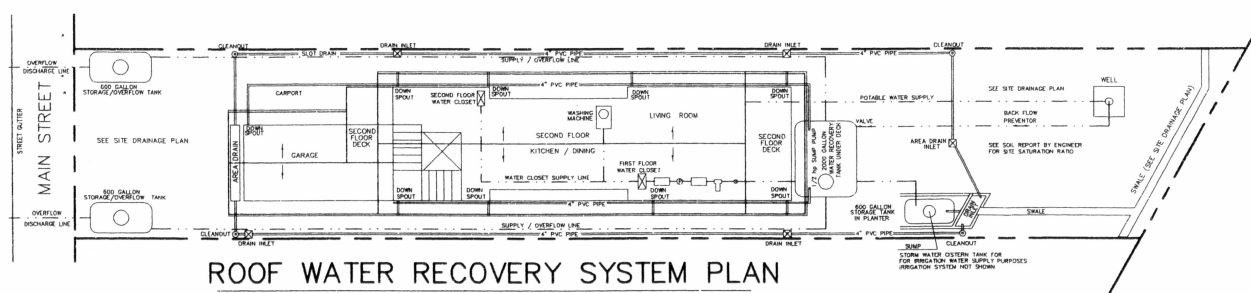 STREET GUTTER
MAIN STREET
OVERFLOW
DISCHARGE LINE
600 GALLON
STORAGE/OVERFLOW TANK
SEE SITE DRAINAGE PLAN
600 GALLON
STORAGE/OVERFLOW TANK
OVERFLOW
DISCHARGE LINE
CLEANOUT
SLOT DRAIN
DRAIN INLET
4" PVC PIPE
SUPPLY / OVERFLOW LINE
DRAIN INLET
4" PVC PIPE
CLEANOUT
CARPORT
DOWN
SPOUT
SECOND FLOOR
WATER CLOSET
DOWN
SPOUT
4" PVC PIPE
DOWN
SPOUT
DOWN
SPOUT
WASHING
MACHINE
LIVING ROOM
DOWN
SPOUT
AREA DRAIN
GARAGE
SECOND
FLOOR
DECK
SECOND FLOOR
KITCHEN / DINING
SECOND
FLOOR
DECK
FIRST FLOOR
WATER CLOSET
WATER CLOSET SUPPLY LINE
DOWN
SPOUT
DOWN
SPOUT
DOWN
SPOUT
DOWN
SPOUT
4" PVC PIPE
1/2 hp SUMP PUMP
2000 GALLON
WATER RECOVERY
TANK UNDER DECK
POTABLE WATER SUPPLY
VALVE
SEE SITE DRAINAGE PLAN
WELL
BACK FLOW
PREVENTOR
AREA DRAIN
INLET
SEE SOIL REPORT BY ENGINEER
FOR SITE SATURATION RATIO
SWALE (SEE SITE DRAINAGE PLAN)
600 GALLON
STORAGE TANK
IN PLANTER
DRAIN
INLET
SWALE
CLEANOUT
DRAIN INLET
SUPPLY / OVERFLOW LINE
4" PVC PIPE
DRAIN INLET
4" PVC PIPE
CLEANOUT
SUMP
STORM WATER CISTERN TANK FOR
FOR IRRIGATION WATER SUPPLY PURPOSES
IRRIGATION SYSTEM NOT SHOWN
ROOF WATER RECOVERY SYSTEM PLAN